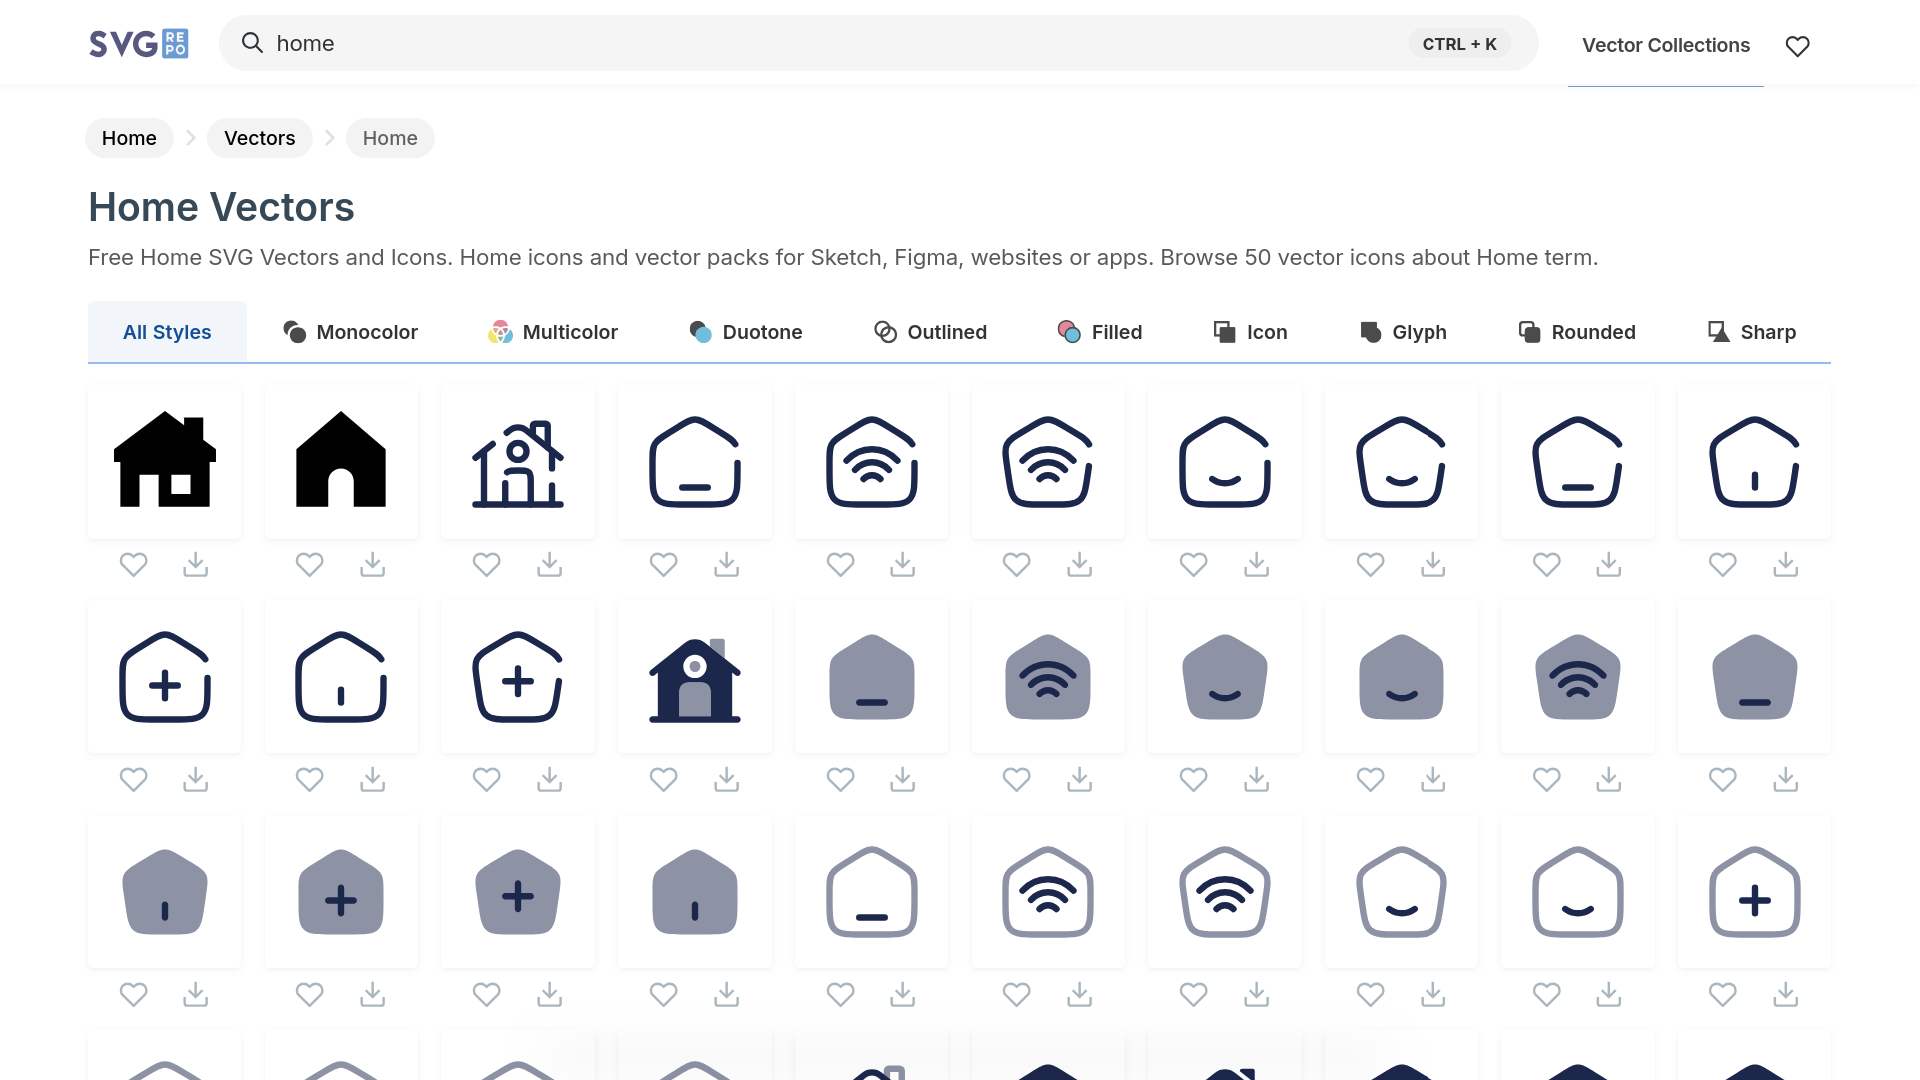 SVG REPO
home
CTRL + K
Vector Collections
Home
Vectors
Home
Home Vectors
Free Home SVG Vectors and Icons. Home icons and vector packs for Sketch, Figma, websites or apps. Browse 50 vector icons about Home term.
All Styles
Monocolor
Multicolor
Duotone
Outlined
Filled
Icon
Glyph
Rounded
Sharp